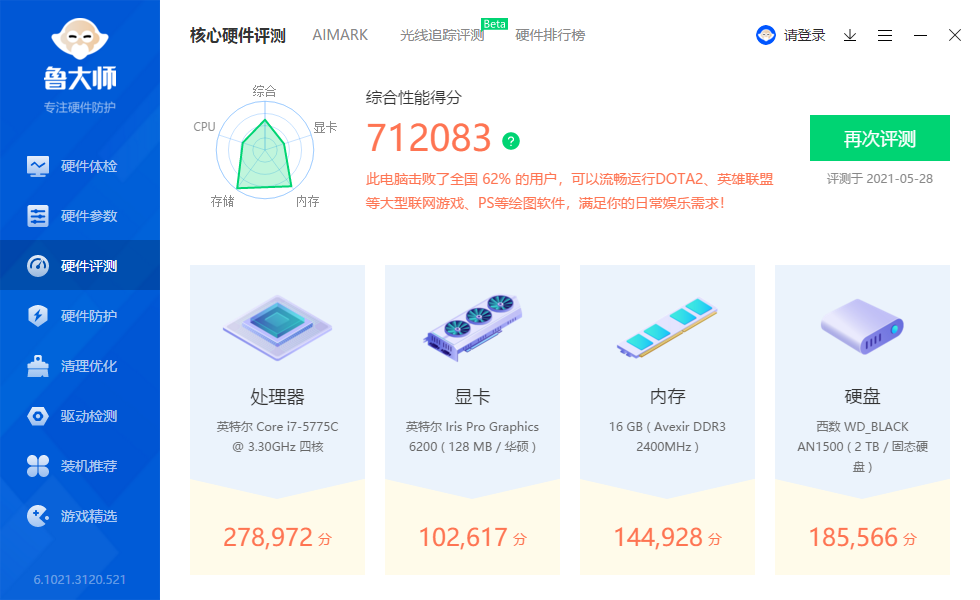 鲁大师
专注硬件防护
硬件体检
硬件参数
硬件评测
硬件防护
清理优化
驱动检测
装机推荐
游戏精选
6.1021.3120.521
核心硬件评测 AIMARK 光线追踪评测 Beta 硬件排行榜 请登录
综合
CPU
显卡
存储
内存
综合性能得分
712083 ?
此电脑击败了全国 62% 的用户，可以流畅运行DOTA2、英雄联盟
等大型联网游戏、PS等绘图软件，满足你的日常娱乐需求！
再次评测
评测于 2021-05-28
处理器
英特尔 Core i7-5775C
@ 3.30GHz 四核
278,972 分
显卡
英特尔 Iris Pro Graphics
6200 ( 128 MB / 华硕 )
102,617 分
内存
16 GB ( Avexir DDR3
2400MHz )
144,928 分
硬盘
西数 WD_BLACK
AN1500 ( 2 TB / 固态硬
盘 )
185,566 分